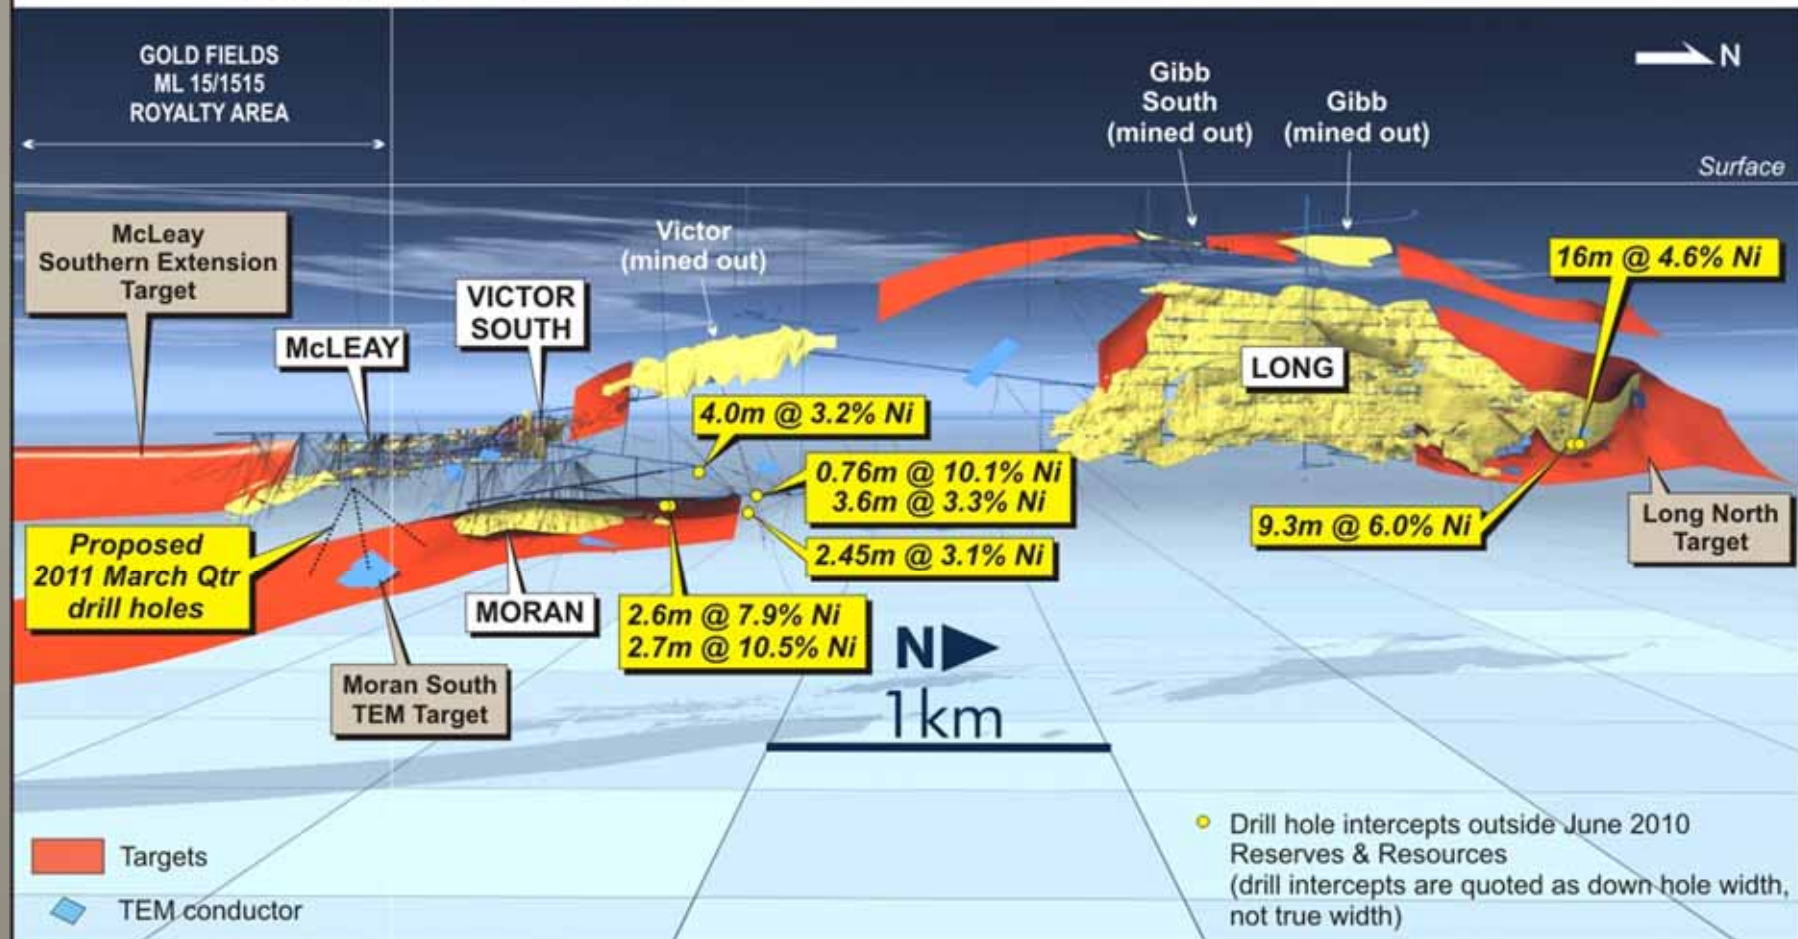 GOLD FIELDS
ML 15/1515
ROYALTY AREA
N
Gibb
South
(mined out)
Gibb
(mined out)
Surface
McLeay
Southern Extension
Target
Victor
(mined out)
16m @ 4.6% Ni
VICTOR
SOUTH
McLEAY
LONG
4.0m @ 3.2% Ni
0.76m @ 10.1% Ni
3.6m @ 3.3% Ni
9.3m @ 6.0% Ni
Long North
Target
Proposed
2011 March Qtr
drill holes
2.45m @ 3.1% Ni
MORAN
2.6m @ 7.9% Ni
2.7m @ 10.5% Ni
N
1km
Moran South
TEM Target
Targets
TEM conductor
Drill hole intercepts outside June 2010
Reserves & Resources
(drill intercepts are quoted as down hole width,
not true width)